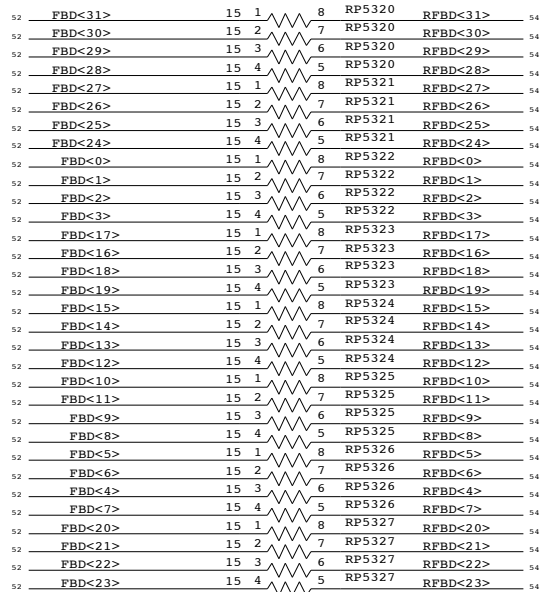 52 FBD<31> 15 1 8 RP5320 RFBD<31> 54
52 FBD<30> 15 2 7 RP5320 RFBD<30> 54
52 FBD<29> 15 3 6 RP5320 RFBD<29> 54
52 FBD<28> 15 4 5 RP5320 RFBD<28> 54
52 FBD<27> 15 1 8 RP5321 RFBD<27> 54
52 FBD<26> 15 2 7 RP5321 RFBD<26> 54
52 FBD<25> 15 3 6 RP5321 RFBD<25> 54
52 FBD<24> 15 4 5 RP5321 RFBD<24> 54
52 FBD<0> 15 1 8 RP5322 RFBD<0> 54
52 FBD<1> 15 2 7 RP5322 RFBD<1> 54
52 FBD<2> 15 3 6 RP5322 RFBD<2> 54
52 FBD<3> 15 4 5 RP5322 RFBD<3> 54
52 FBD<17> 15 1 8 RP5323 RFBD<17> 54
52 FBD<16> 15 2 7 RP5323 RFBD<16> 54
52 FBD<18> 15 3 6 RP5323 RFBD<18> 54
52 FBD<19> 15 4 5 RP5323 RFBD<19> 54
52 FBD<15> 15 1 8 RP5324 RFBD<15> 54
52 FBD<14> 15 2 7 RP5324 RFBD<14> 54
52 FBD<13> 15 3 6 RP5324 RFBD<13> 54
52 FBD<12> 15 4 5 RP5324 RFBD<12> 54
52 FBD<10> 15 1 8 RP5325 RFBD<10> 54
52 FBD<11> 15 2 7 RP5325 RFBD<11> 54
52 FBD<9> 15 3 6 RP5325 RFBD<9> 54
52 FBD<8> 15 4 5 RP5325 RFBD<8> 54
52 FBD<5> 15 1 8 RP5326 RFBD<5> 54
52 FBD<6> 15 2 7 RP5326 RFBD<6> 54
52 FBD<4> 15 3 6 RP5326 RFBD<4> 54
52 FBD<7> 15 4 5 RP5326 RFBD<7> 54
52 FBD<20> 15 1 8 RP5327 RFBD<20> 54
52 FBD<21> 15 2 7 RP5327 RFBD<21> 54
52 FBD<22> 15 3 6 RP5327 RFBD<22> 54
52 FBD<23> 15 4 5 RP5327 RFBD<23> 54